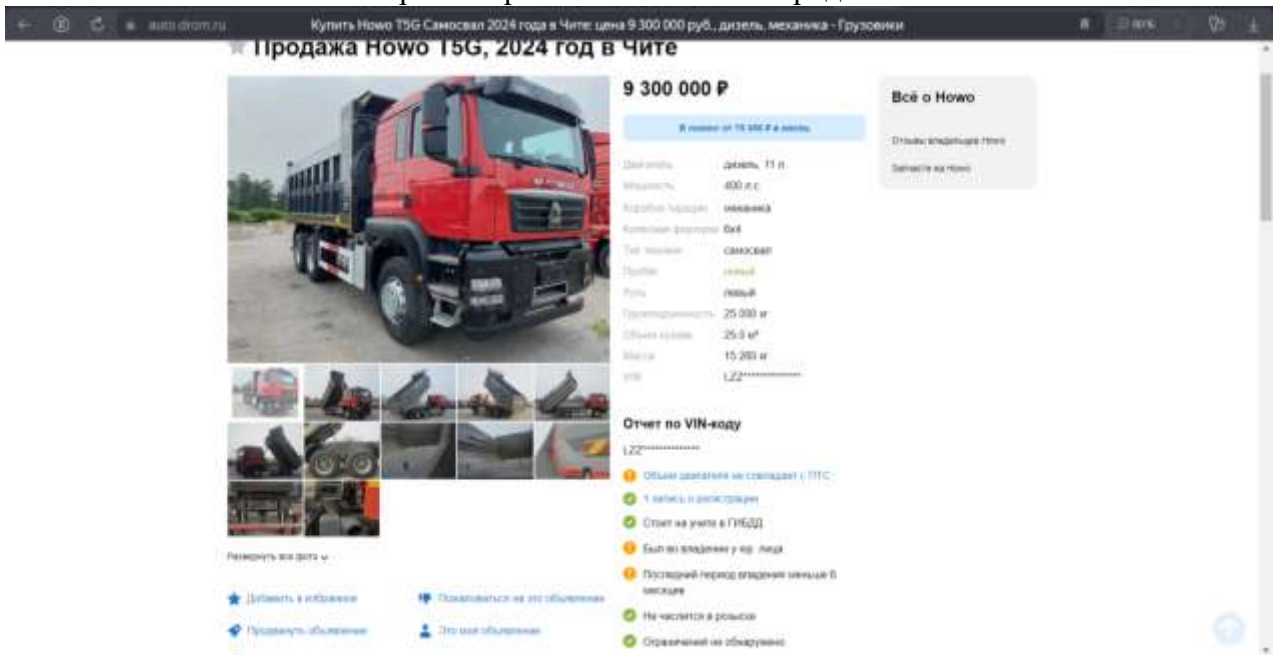 auto.drom.ru
Купить Howo T5G Самосвал 2024 года в Чите: цена 9 300 000 руб., дизель, механика - Грузовики
Продажа Howo T5G, 2024 год в Чите
9 300 000 ₽
Всё о Howo
Отзывы владельцев Howo
Запчасти на Howo
Двигатель дизель, 11 л.
Мощность 400 л.с.
Коробка передач механика
Колесная формула 6x4
Тип техники самосвал
Пробег новый
Руль левый
Грузоподъемность 25 000 кг
Объем кузова 25.0 м³
Масса 15 260 кг
VIN LZZ**************
Отчет по VIN-коду
LZZ**************
Объем двигателя не совпадает с ПТС
1 запись о регистрации
Стоит на учете в ГИБДД
Был во владении у юр. лица
Последний период владения меньше 6
месяцев
Развернуть все фото
Добавить в избранное
Пожаловаться на это объявление
Не числится в розыске
Продвинуть объявление
Это мое объявление
Ограничений не обнаружено